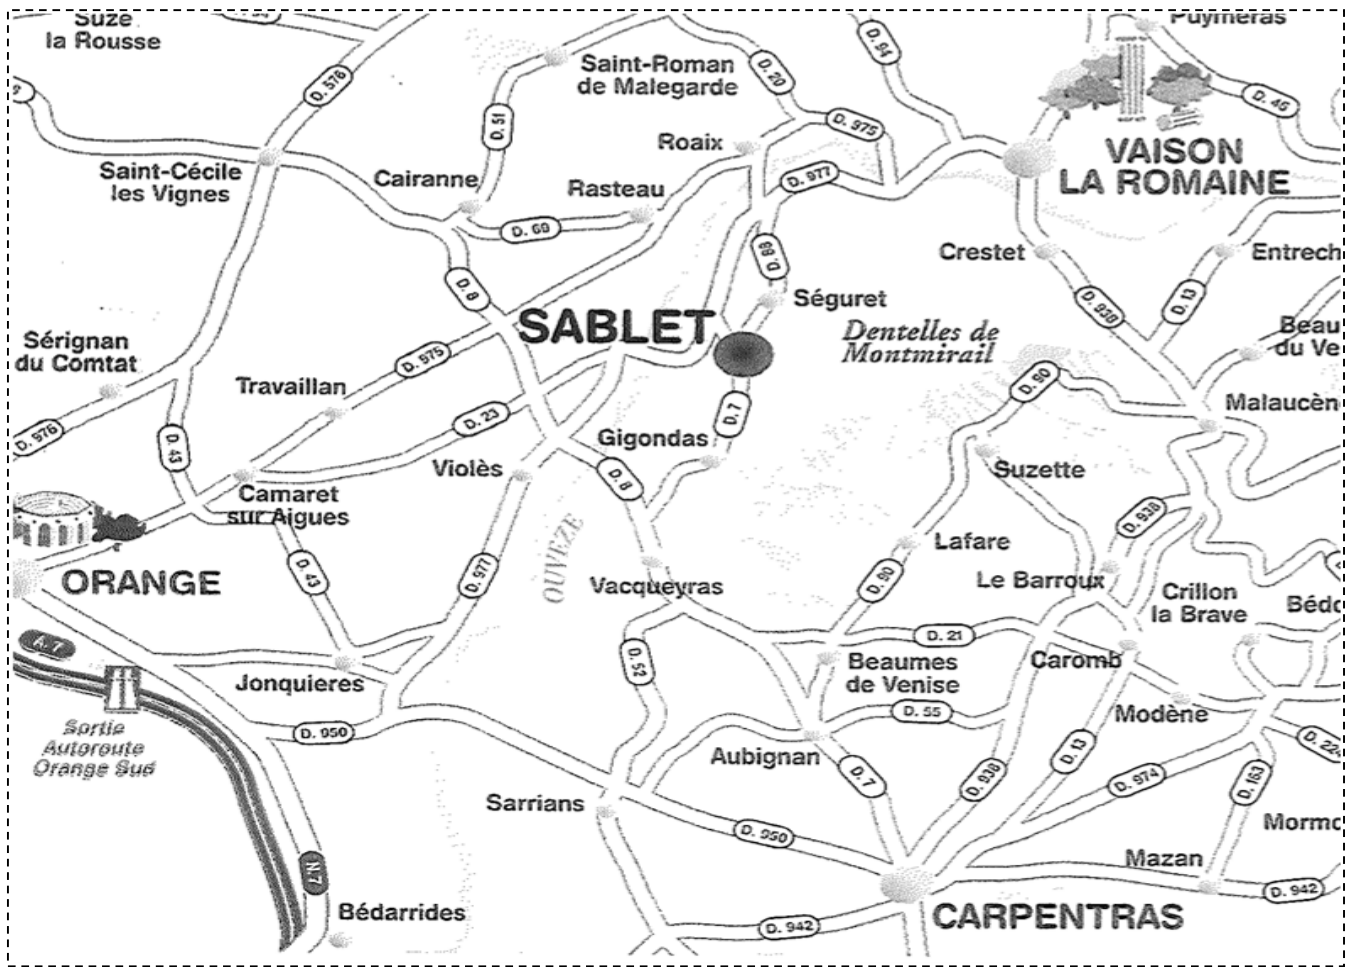 Suze
la Rousse
Puymeras
D. 94
D. 576
Saint-Roman
de Malegarde
D. 20
D. 46
D. 51
D. 975
Roaix
VAISON
LA ROMAINE
Saint-Cécile
les Vignes
Cairanne
Rasteau
D. 977
D. 69
D. 88
Crestet
Entrech
D. 8
Séguret
D. 938
D. 13
SABLET
Dentelles de
Montmirail
Beau
du Ve
Sérignan
du Comtat
D. 975
Travaillan
D. 90
Malaucèn
D. 976
D. 43
D. 23
D. 7
Gigondas
Violès
D. 8
Suzette
Camaret
sur Aigues
D. 938
OUVEZE
Lafare
ORANGE
D. 43
D. 977
Vacqueyras
D. 90
Le Barroux
Crillon
la Brave
Bédo
A. 7
D. 21
D. 52
Jonquieres
Beaumes
de Venise
Caromb
Sortie
Autoroute
Orange Sud
D. 950
D. 55
Modène
Aubignan
D. 7
D. 938
D. 13
D. 974
D. 163
D. 224
Sarrians
D. 950
Mormo
Mazan
N.7
D. 942
Bédarrides
D. 942
CARPENTRAS